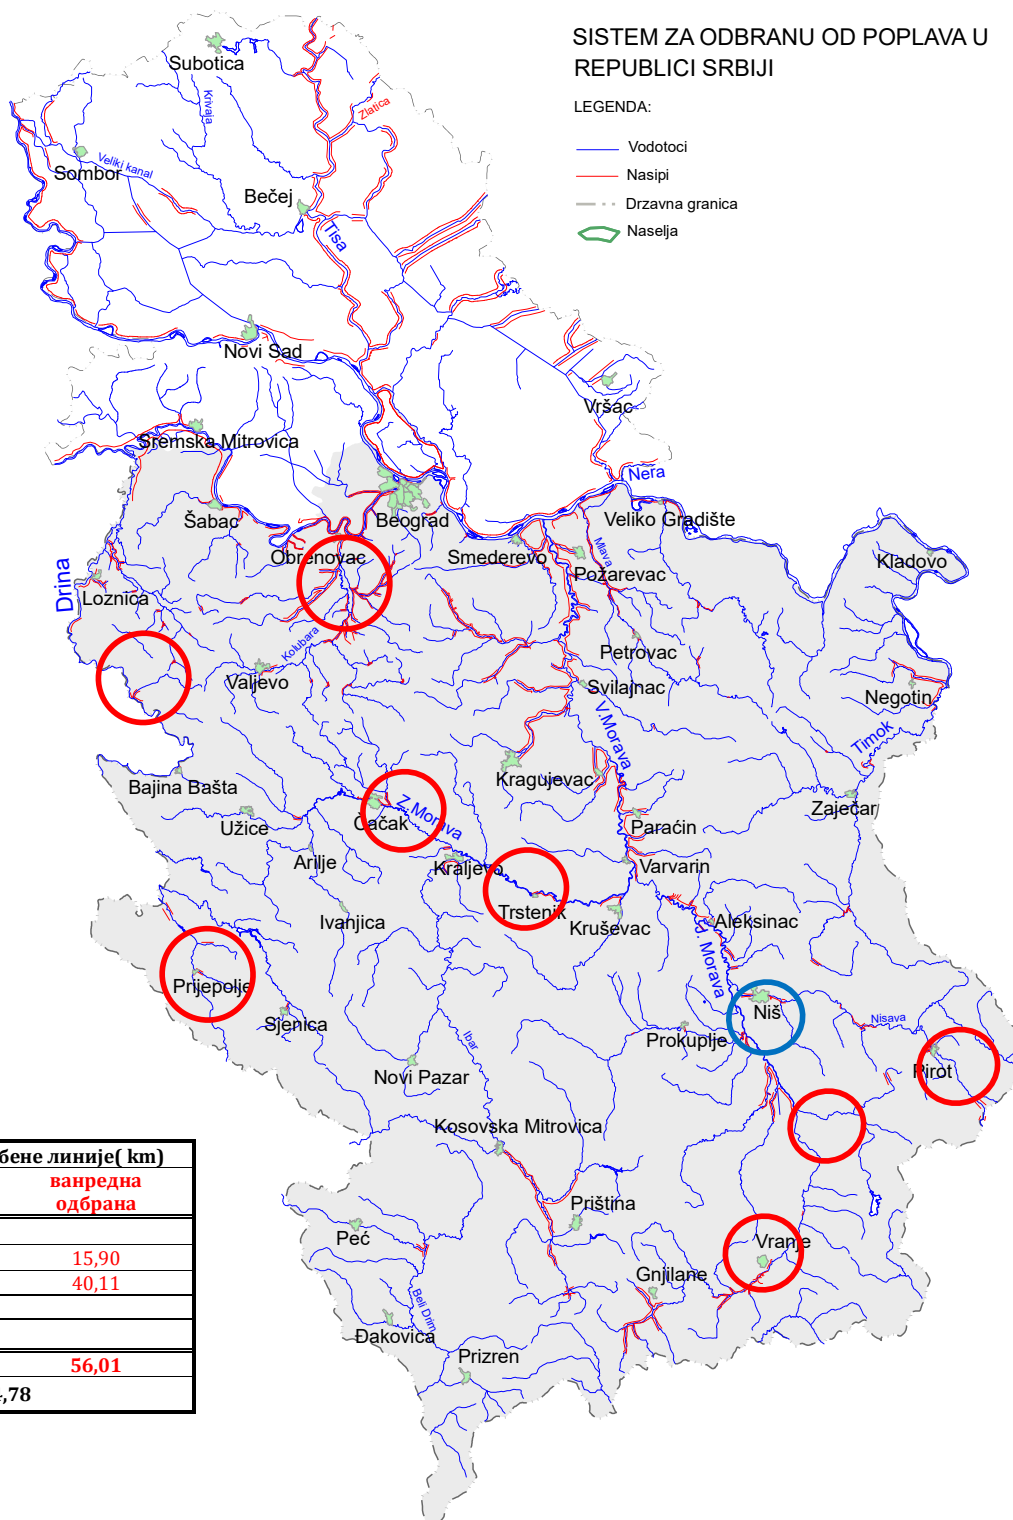 SISTEM ZA ODBRANU OD POPLAVA U
REPUBLICI SRBIJI
LEGENDA:
Vodotoci
Nasipi
Drzavna granica
Naselja
Subotica
Krivaja
Zlatica
Sombor
Veliki kanal
Bečej
Tisa
Novi Sad
Vršac
Sremska Mitrovica
Nera
Šabac
Beograd
Veliko Gradište
Obrenovac
Smederevo
Mlava
Požarevac
Kladovo
Drina
Loznica
Kolubara
Petrovac
Valjevo
Svilajnac
Negotin
V.Morava
Timok
Bajina Bašta
Kragujevac
Užice
Čačak
Z.Morava
Zaječar
Paraćin
Arilje
Kraljevo
Varvarin
Ivanjica
Trstenik
Kruševac
Aleksinac
J. Morava
Prijepolje
Sjenica
Niš
Nisava
Prokuplje
Ibar
Pirot
Novi Pazar
Kosovska Mitrovica
бене линије( km)
ванредна
одбрана
Priština
Peć
Vranje
15,90
Gnjilane
40,11
Beli Drim
Đakovica
Prizren
56,01
,78